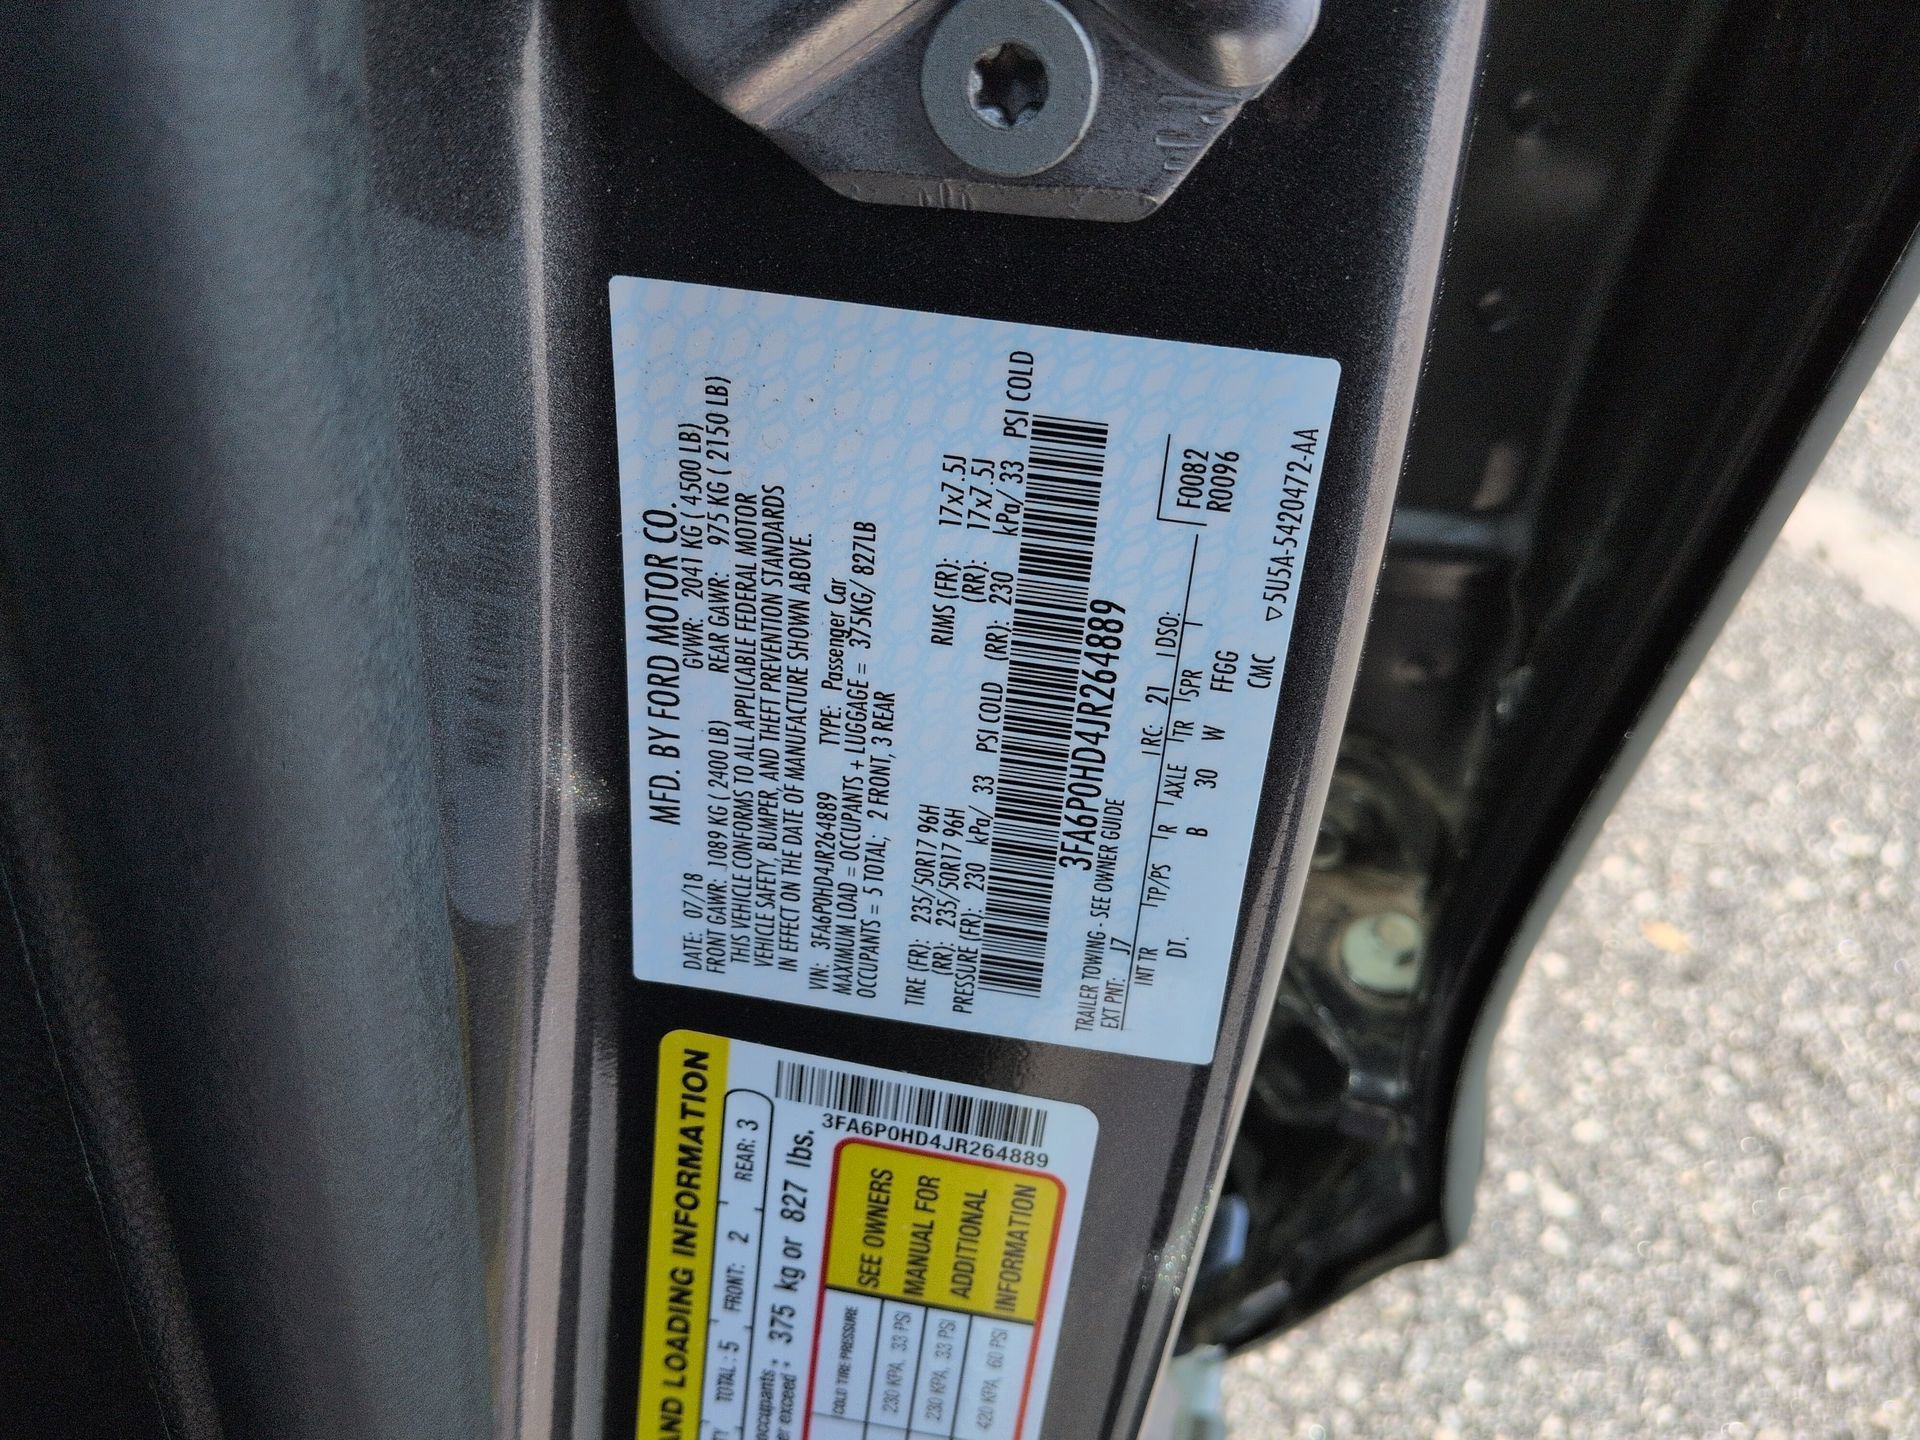 MFD. BY FORD MOTOR CO.
DATE: 07/18 GVWR: 2041 KG ( 4500 LB)
FRONT GAWR: 1089 KG ( 2400 LB) REAR GAWR: 975 KG ( 2150 LB)
THIS VEHICLE CONFORMS TO ALL APPLICABLE FEDERAL MOTOR
VEHICLE SAFETY, BUMPER, AND THEFT PREVENTION STANDARDS
IN EFFECT ON THE DATE OF MANUFACTURE SHOWN ABOVE.
VIN: 3FA6P0HD4JR264889 TYPE: Passenger Car
MAXIMUM LOAD = OCCUPANTS + LUGGAGE = 375KG/ 827LB
OCCUPANTS = 5 TOTAL; 2 FRONT, 3 REAR
TIRE (FR): 235/50R17 96H RIMS (FR): 17x7.5J
(RR): 235/50R17 96H (RR): 17x7.5J
PRESSURE (FR): 230 kPa/ 33 PSI COLD (RR): 230 kPa/ 33 PSI COLD
3FA6P0HD4JR264889
TRAILER TOWING - SEE OWNER GUIDE
EXT PNT: J7 RC: 21 DSO: F0082
INT TR TP/PS R AXLE TR SPR R0096
DT. B 30 W FFGG
CMC
▽5U5A-5420472-AA
AND LOADING INFORMATION
TOTAL : 5 FRONT: 2 REAR: 3
exceed : 375 kg or 827 lbs.
3FA6P0HD4JR264889
COLD TIRE PRESSURE
230 KPA, 33 PSI
230 KPA, 33 PSI
420 KPA, 60 PSI
SEE OWNERS
MANUAL FOR
ADDITIONAL
INFORMATION